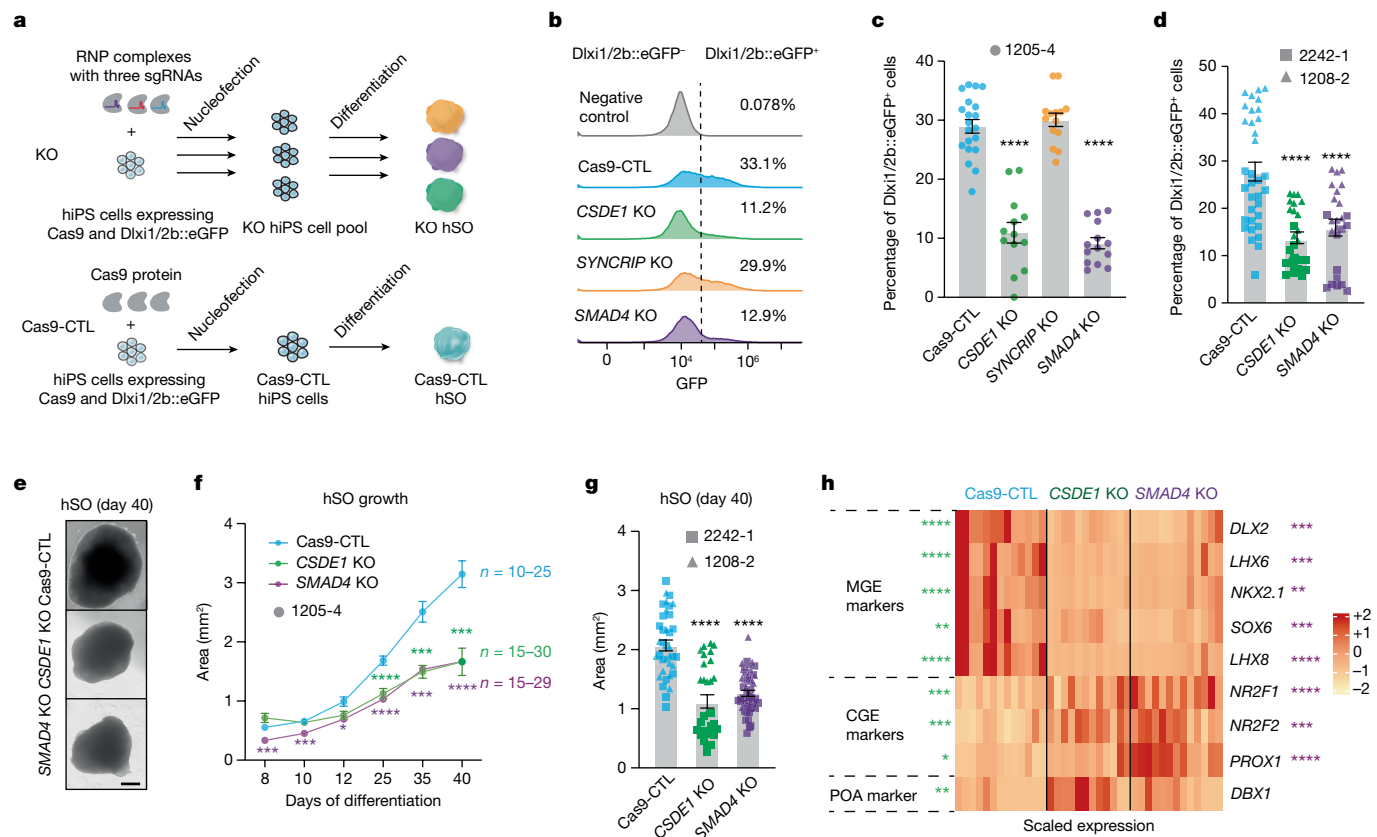 a
RNP complexes
with three sgRNAs
Nucleofection
Differentiation
+
KO
hiPS cells expressing
Cas9 and Dlxi1/2b::eGFP
KO hiPS cell pool
KO hSO
Cas9 protein
Nucleofection
Differentiation
Cas9-CTL
+
hiPS cells expressing
Cas9 and Dlxi1/2b::eGFP
Cas9-CTL
hiPS cells
Cas9-CTL
hSO
b
Dlxi1/2b::eGFP⁻
Dlxi1/2b::eGFP⁺
Negative
control
0.078%
Cas9-CTL
33.1%
CSDE1 KO
11.2%
SYNCRIP KO
29.9%
SMAD4 KO
12.9%
0
10⁴
10⁶
GFP
c
1205-4
Percentage of Dlxi1/2b::eGFP⁺ cells
40
30
20
10
0
****
****
Cas9-CTL
CSDE1 KO
SYNCRIP KO
SMAD4 KO
d
2242-1
1208-2
Percentage of Dlxi1/2b::eGFP⁺ cells
50
40
30
20
10
0
****
****
Cas9-CTL
CSDE1 KO
SMAD4 KO
e
hSO (day 40)
SMAD4 KO CSDE1 KO Cas9-CTL
f
hSO growth
Area (mm²)
4
3
2
1
0
Cas9-CTL
CSDE1 KO
SMAD4 KO
1205-4
n = 10–25
n = 15–30
n = 15–29
****
***
***
***
***
*
****
***
****
8
10
12
25
35
40
Days of differentiation
g
hSO (day 40)
2242-1
1208-2
Area (mm²)
4
3
2
1
0
****
****
Cas9-CTL
CSDE1 KO
SMAD4 KO
h
Cas9-CTL
CSDE1 KO
SMAD4 KO
MGE
markers
CGE
markers
POA marker
**** DLX2 ***
**** LHX6 ***
**** NKX2.1 **
** SOX6 ***
**** LHX8 ****
*** NR2F1 ****
*** NR2F2 ***
* PROX1 ****
** DBX1
+2
+1
0
−1
−2
Scaled expression